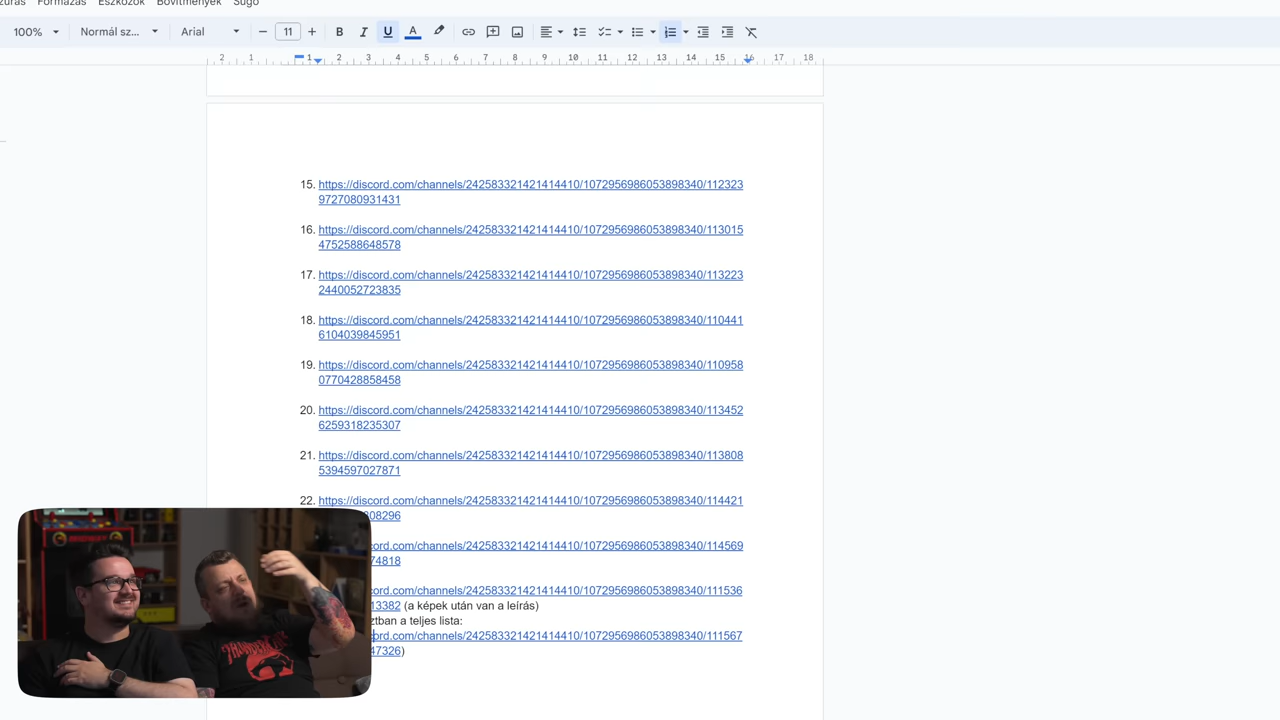 Formázás Eszközök Bővítmények Súgó
100% Normál sz... Arial 11 B I U A
2 1 1 2 3 4 5 6 7 8 9 10 11 12 13 14 15 16 17 18
15. https://discord.com/channels/242583321421414410/1072956986053898340/112323
9727080931431
16. https://discord.com/channels/242583321421414410/1072956986053898340/113015
4752588648578
17. https://discord.com/channels/242583321421414410/1072956986053898340/113223
2440052723835
18. https://discord.com/channels/242583321421414410/1072956986053898340/110441
6104039845951
19. https://discord.com/channels/242583321421414410/1072956986053898340/110958
0770428858458
20. https://discord.com/channels/242583321421414410/1072956986053898340/113452
6259318235307
21. https://discord.com/channels/242583321421414410/1072956986053898340/113808
5394597027871
22. https://discord.com/channels/242583321421414410/1072956986053898340/114421
08296
cord.com/channels/242583321421414410/1072956986053898340/114569
74818
cord.com/channels/242583321421414410/1072956986053898340/111536
13382 (a képek után van a leírás)
ztban a teljes lista:
cord.com/channels/242583321421414410/1072956986053898340/111567
47326)